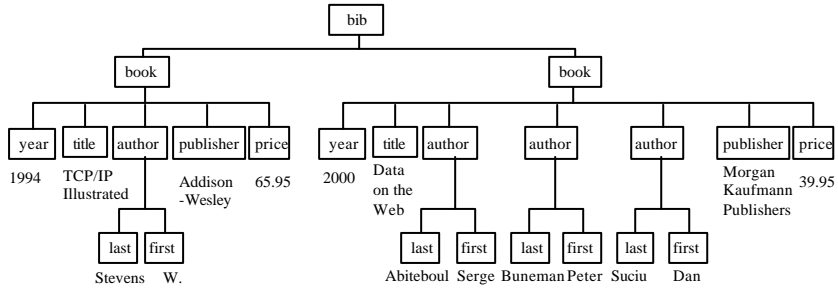 bib
book
book
year title author publisher price
year title author author author publisher price
1994
TCP/IP
Illustrated
Addison
-Wesley
65.95
2000
Data
on the
Web
Morgan
Kaufmann
Publishers
39.95
last first
last first
last first
last first
Stevens W.
Abiteboul Serge
Buneman Peter
Suciu Dan